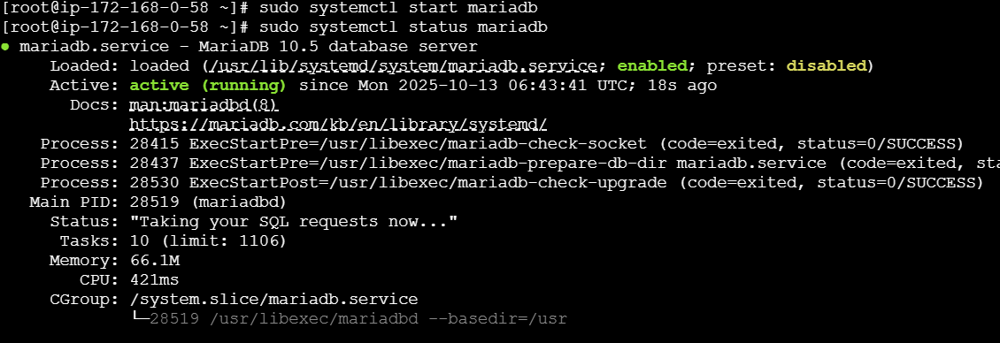 [root@ip-172-168-0-58 ~]# sudo systemctl start mariadb
[root@ip-172-168-0-58 ~]# sudo systemctl status mariadb
● mariadb.service - MariaDB 10.5 database server
     Loaded: loaded (/usr/lib/systemd/system/mariadb.service; enabled; preset: disabled)
     Active: active (running) since Mon 2025-10-13 06:43:41 UTC; 18s ago
       Docs: man:mariadbd(8)
             https://mariadb.com/kb/en/library/systemd/
    Process: 28415 ExecStartPre=/usr/libexec/mariadb-check-socket (code=exited, status=0/SUCCESS)
    Process: 28437 ExecStartPre=/usr/libexec/mariadb-prepare-db-dir mariadb.service (code=exited, sta
    Process: 28530 ExecStartPost=/usr/libexec/mariadb-check-upgrade (code=exited, status=0/SUCCESS)
   Main PID: 28519 (mariadbd)
     Status: "Taking your SQL requests now..."
      Tasks: 10 (limit: 1106)
     Memory: 66.1M
        CPU: 421ms
     CGroup: /system.slice/mariadb.service
             └─28519 /usr/libexec/mariadbd --basedir=/usr